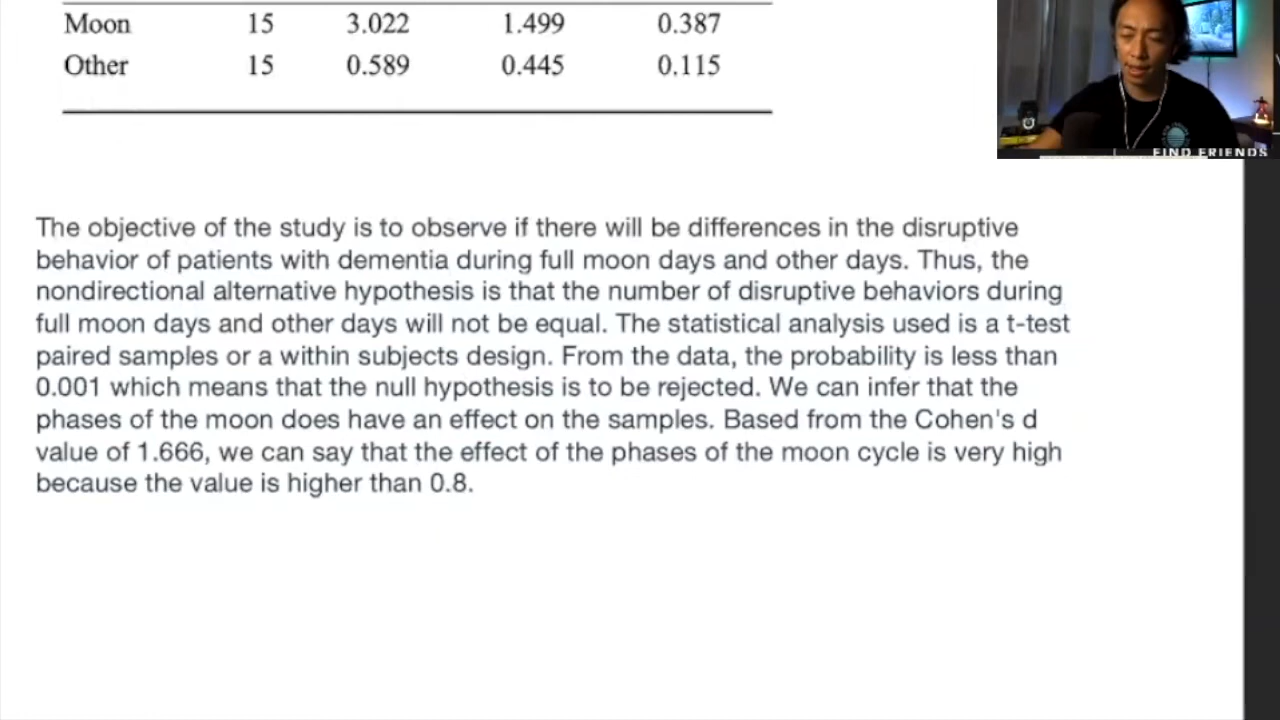 Moon 15 3.022 1.499 0.387
Other 15 0.589 0.445 0.115
FIND FRIENDS
The objective of the study is to observe if there will be differences in the disruptive
behavior of patients with dementia during full moon days and other days. Thus, the
nondirectional alternative hypothesis is that the number of disruptive behaviors during
full moon days and other days will not be equal. The statistical analysis used is a t-test
paired samples or a within subjects design. From the data, the probability is less than
0.001 which means that the null hypothesis is to be rejected. We can infer that the
phases of the moon does have an effect on the samples. Based from the Cohen's d
value of 1.666, we can say that the effect of the phases of the moon cycle is very high
because the value is higher than 0.8.